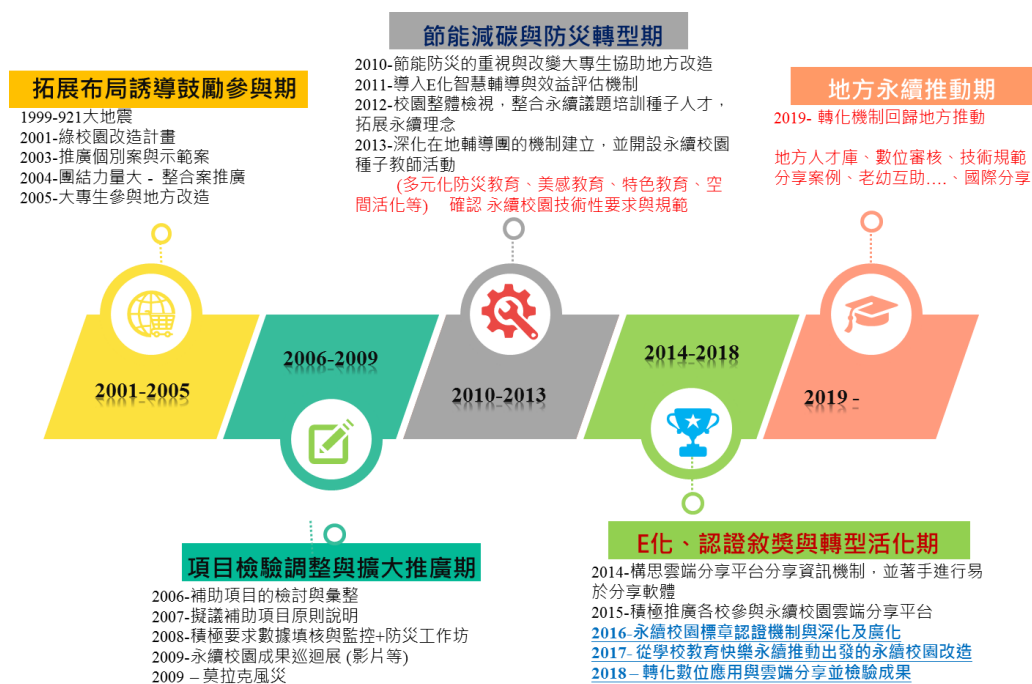 節能減碳與防災轉型期
2010-節能防災的重視與改變大專生協助地方改造
2011-導入E化智慧輔導與效益評估機制
2012-校園整體檢視，整合永續議題培訓種子人才，
拓展永續理念
2013-深化在地輔導團的機制建立，並開設永續校園
種子教師活動
(多元化防災教育、美感教育、特色教育、空
間活化等)    確認 永續校園技術性要求與規範
拓展布局誘導鼓勵參與期
1999-921大地震
2001-綠校園改造計畫
2003-推廣個別案與示範案
2004-團結力量大 - 整合案推廣
2005-大專生參與地方改造
地方永續推動期
2019- 轉化機制回歸地方推動
地方人才庫、數位審核、技術規範
分享案例、老幼互助....、國際分享
2001-2005
2006-2009
2010-2013
2014-2018
2019 -
項目檢驗調整與擴大推廣期
2006-補助項目的檢討與彙整
2007-擬議補助項目原則說明
2008-積極要求數據填核與監控+防災工作坊
2009-永續校園成果巡迴展 (影片等)
2009 – 莫拉克風災
E化、認證敘獎與轉型活化期
2014-構思雲端分享平台分享資訊機制，並著手進行易
於分享軟體
2015-積極推廣各校參與永續校園雲端分享平台
2016-永續校園標章認證機制與深化及廣化
2017- 從學校教育快樂永續推動出發的永續校園改造
2018 – 轉化數位應用與雲端分享並檢驗成果